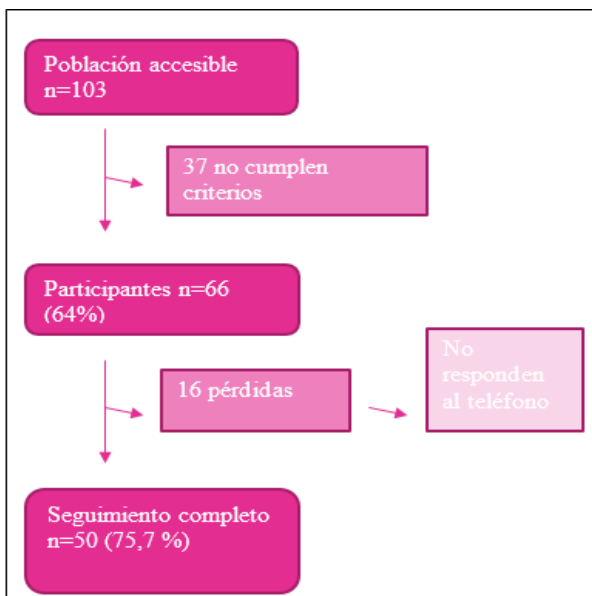 Población accesible
n=103
37 no cumplen
criterios
Participantes n=66
(64%)
16 pérdidas
No
responden
al teléfono
Seguimiento completo
n=50 (75,7 %)